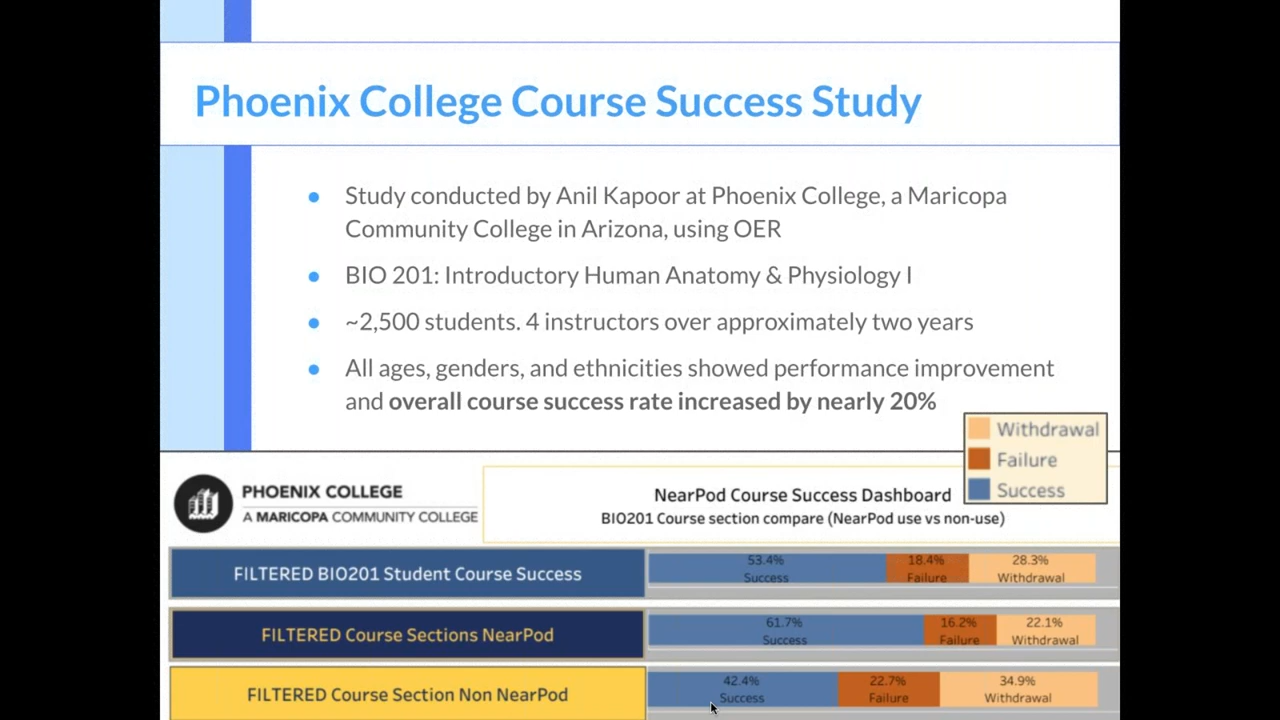 Phoenix College Course Success Study
Study conducted by Anil Kapoor at Phoenix College, a Maricopa
Community College in Arizona, using OER
BIO 201: Introductory Human Anatomy & Physiology I
~2,500 students. 4 instructors over approximately two years
All ages, genders, and ethnicities showed performance improvement
and overall course success rate increased by nearly 20%
Withdrawal
Failure
Success
PHOENIX COLLEGE
A MARICOPA COMMUNITY COLLEGE
NearPod Course Success Dashboard
BIO201 Course section compare (NearPod use vs non-use)
FILTERED BIO201 Student Course Success
53.4% 18.4% 28.3%
Success Failure Withdrawal
FILTERED Course Sections NearPod
61.7% 16.2% 22.1%
Success Failure Withdrawal
FILTERED Course Section Non NearPod
42.4% 22.7% 34.9%
Success Failure Withdrawal